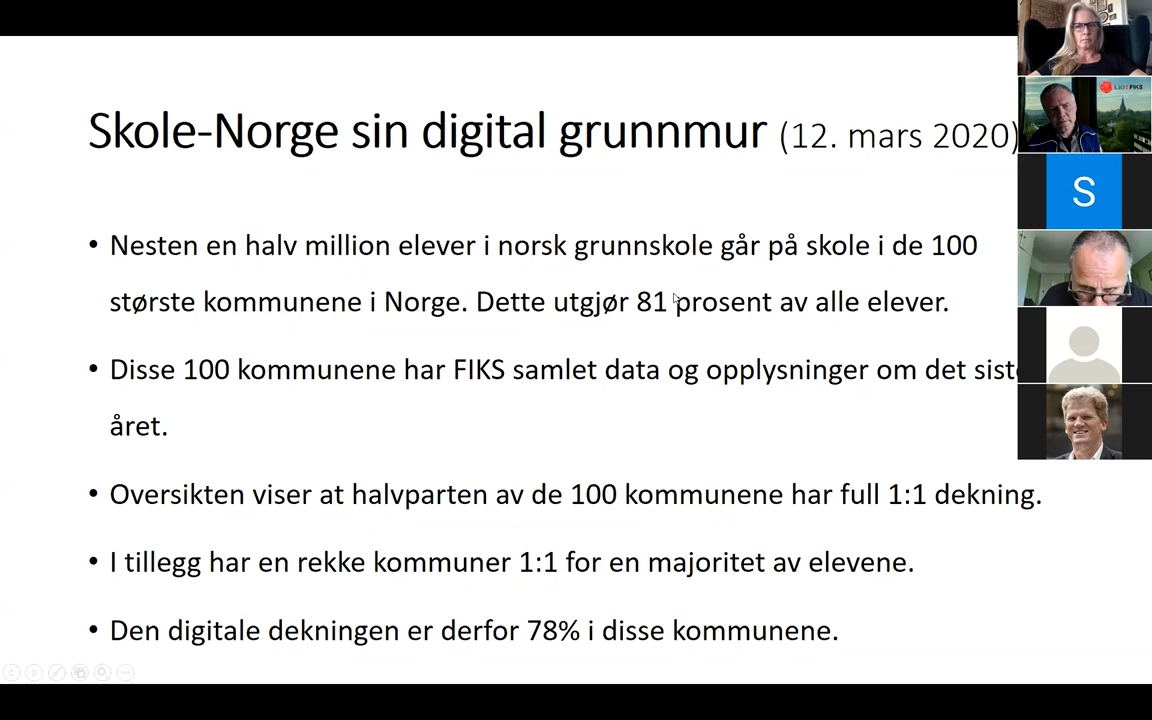 Skole-Norge sin digital grunnmur (12. mars 2020)
• Nesten en halv million elever i norsk grunnskole går på skole i de 100
største kommunene i Norge. Dette utgjør 81 prosent av alle elever.
• Disse 100 kommunene har FIKS samlet data og opplysninger om det siste
året.
• Oversikten viser at halvparten av de 100 kommunene har full 1:1 dekning.
• I tillegg har en rekke kommuner 1:1 for en majoritet av elevene.
• Den digitale dekningen er derfor 78% i disse kommunene.
FIKS
S